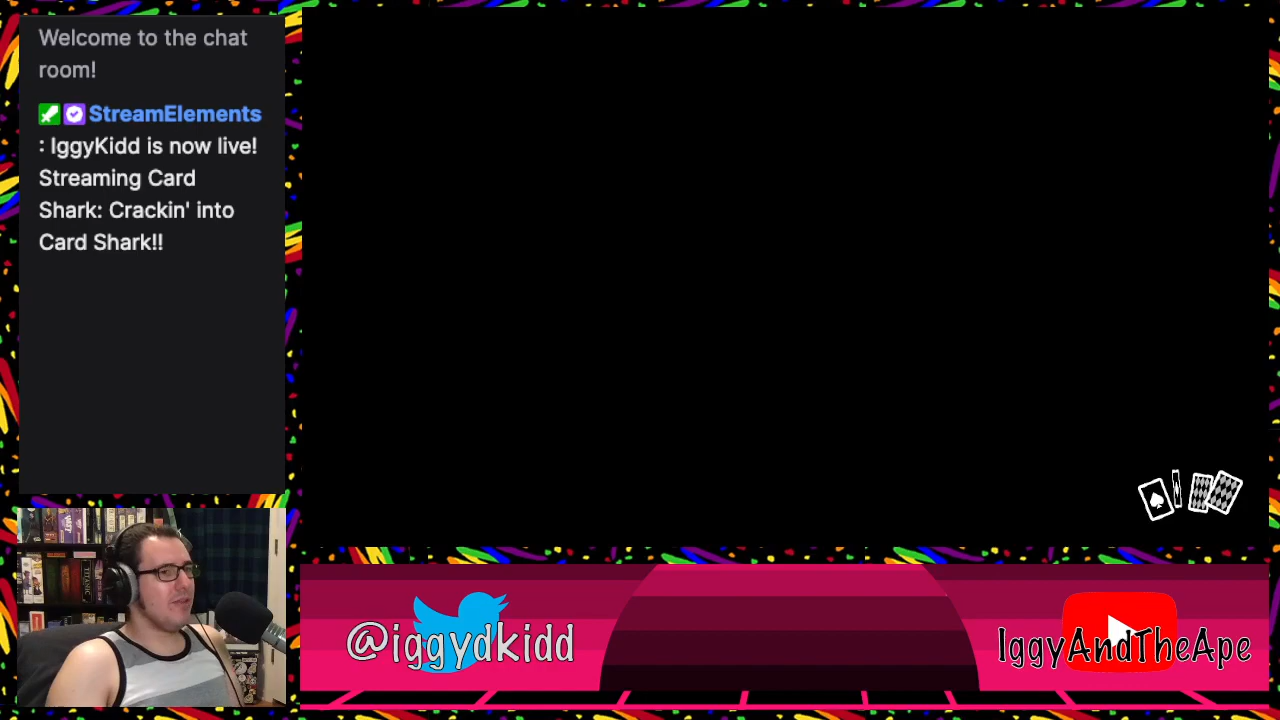 Welcome to the chat
room!
StreamElements
: IggyKidd is now live!
Streaming Card
Shark: Crackin' into
Card Shark!!
TITANIC
@iggydkidd
IggyAndTheApe